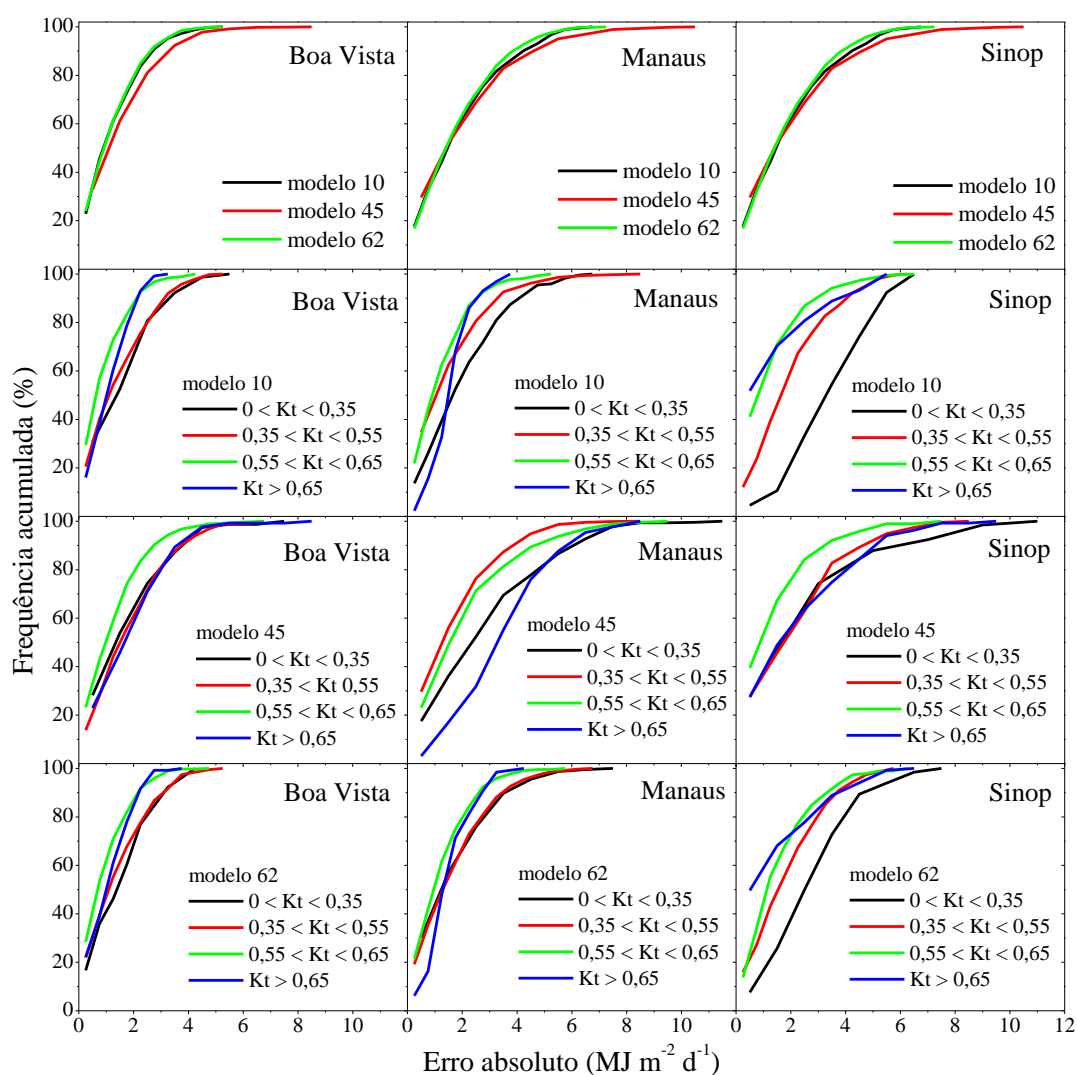 100
80
60
40
20
Boa Vista
modelo 10
modelo 45
modelo 62
Manaus
modelo 10
modelo 45
modelo 62
Sinop
modelo 10
modelo 45
modelo 62
100
80
60
40
20
Boa Vista
modelo 10
0 < Kt < 0,35
0,35 < Kt < 0,55
0,55 < Kt < 0,65
Kt > 0,65
Manaus
modelo 10
0 < Kt < 0,35
0,35 < Kt < 0,55
0,55 < Kt < 0,65
Kt > 0,65
Sinop
modelo 10
0 < Kt < 0,35
0,35 < Kt < 0,55
0,55 < Kt < 0,65
Kt > 0,65
Frequência acumulada (%)
100
80
60
40
20
Boa Vista
modelo 45
0 < Kt < 0,35
0,35 < Kt 0,55
0,55 < Kt < 0,65
Kt > 0,65
Manaus
modelo 45
0 < Kt < 0,35
0,35 < Kt < 0,55
0,55 < Kt < 0,65
Kt > 0,65
Sinop
modelo 45
0 < Kt < 0,35
0,35 < Kt < 0,55
0,55 < Kt < 0,65
Kt > 0,65
100
80
60
40
20
0
Boa Vista
modelo 62
0 < Kt < 0,35
0,35 < Kt < 0,55
0,55 < Kt < 0,65
Kt > 0,65
Manaus
modelo 62
0 < Kt < 0,35
0,35 < Kt < 0,55
0,55 < Kt < 0,65
Kt > 0,65
Sinop
modelo 62
0 < Kt < 0,35
0,35 < Kt < 0,55
0,55 < Kt < 0,65
Kt > 0,65
0 2 4 6 8 10 0 2 4 6 8 10 0 2 4 6 8 10 12
Erro absoluto (MJ m⁻² d⁻¹)